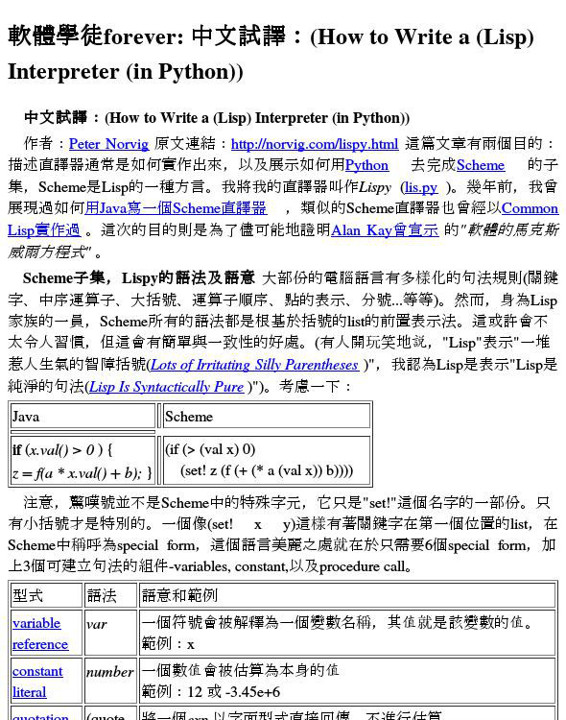 軟體學徒forever: 中文試譯：(How to Write a (Lisp)
Interpreter (in Python))
中文試譯：(How to Write a (Lisp) Interpreter (in Python))
作者：Peter Norvig 原文連結：http://norvig.com/lispy.html 這篇文章有兩個目的：
描述直譯器通常是如何實作出來，以及展示如何用Python 去完成Scheme 的子
集，Scheme是Lisp的一種方言。我將我的直譯器叫作Lispy (lis.py )。幾年前，我曾
展現過如何用Java寫一個Scheme直譯器 ，類似的Scheme直譯器也曾經以Common
Lisp實作過 。這次的目的則是為了儘可能地證明Alan Kay曾宣示 的"軟體的馬克斯
威爾方程式" 。
Scheme子集，Lispy的語法及語意 大部份的電腦語言有多樣化的句法規則(關鍵
字、中序運算子、大括號、運算子順序、點的表示、分號...等等)。然而，身為Lisp
家族的一員，Scheme所有的語法都是根基於括號的list的前置表示法。這或許會不
太令人習慣，但這會有簡單與一致性的好處。(有人開玩笑地說，"Lisp"表示"一堆
惹人生氣的智障括號(Lots of Irritating Silly Parentheses )"，我認為Lisp是表示"Lisp是
純淨的句法(Lisp Is Syntactically Pure )")。考慮一下：
Java Scheme
if (x.val() > 0 ) { (if (> (val x) 0)
z = f(a * x.val() + b); } (set! z (f (+ (* a (val x)) b))))
注意，驚嘆號並不是Scheme中的特殊字元，它只是"set!"這個名字的一部份。只
有小括號才是特別的。一個像(set! x y)這樣有著關鍵字在第一個位置的list，在
Scheme中稱呼為special form，這個語言美麗之處就在於只需要6個special form，加
上3個可建立句法的組件-variables, constant,以及procedure call。
型式 語法 語意和範例
variable reference var 一個符號會被解釋為一個變數名稱，其值就是該變數的值。
範例：x
constant literal number 一個數值會被估算為本身的值
範例：12 或 -3.45e+6
quotation (quote 將一個exp 以字面型式直接回傳，不進行估算